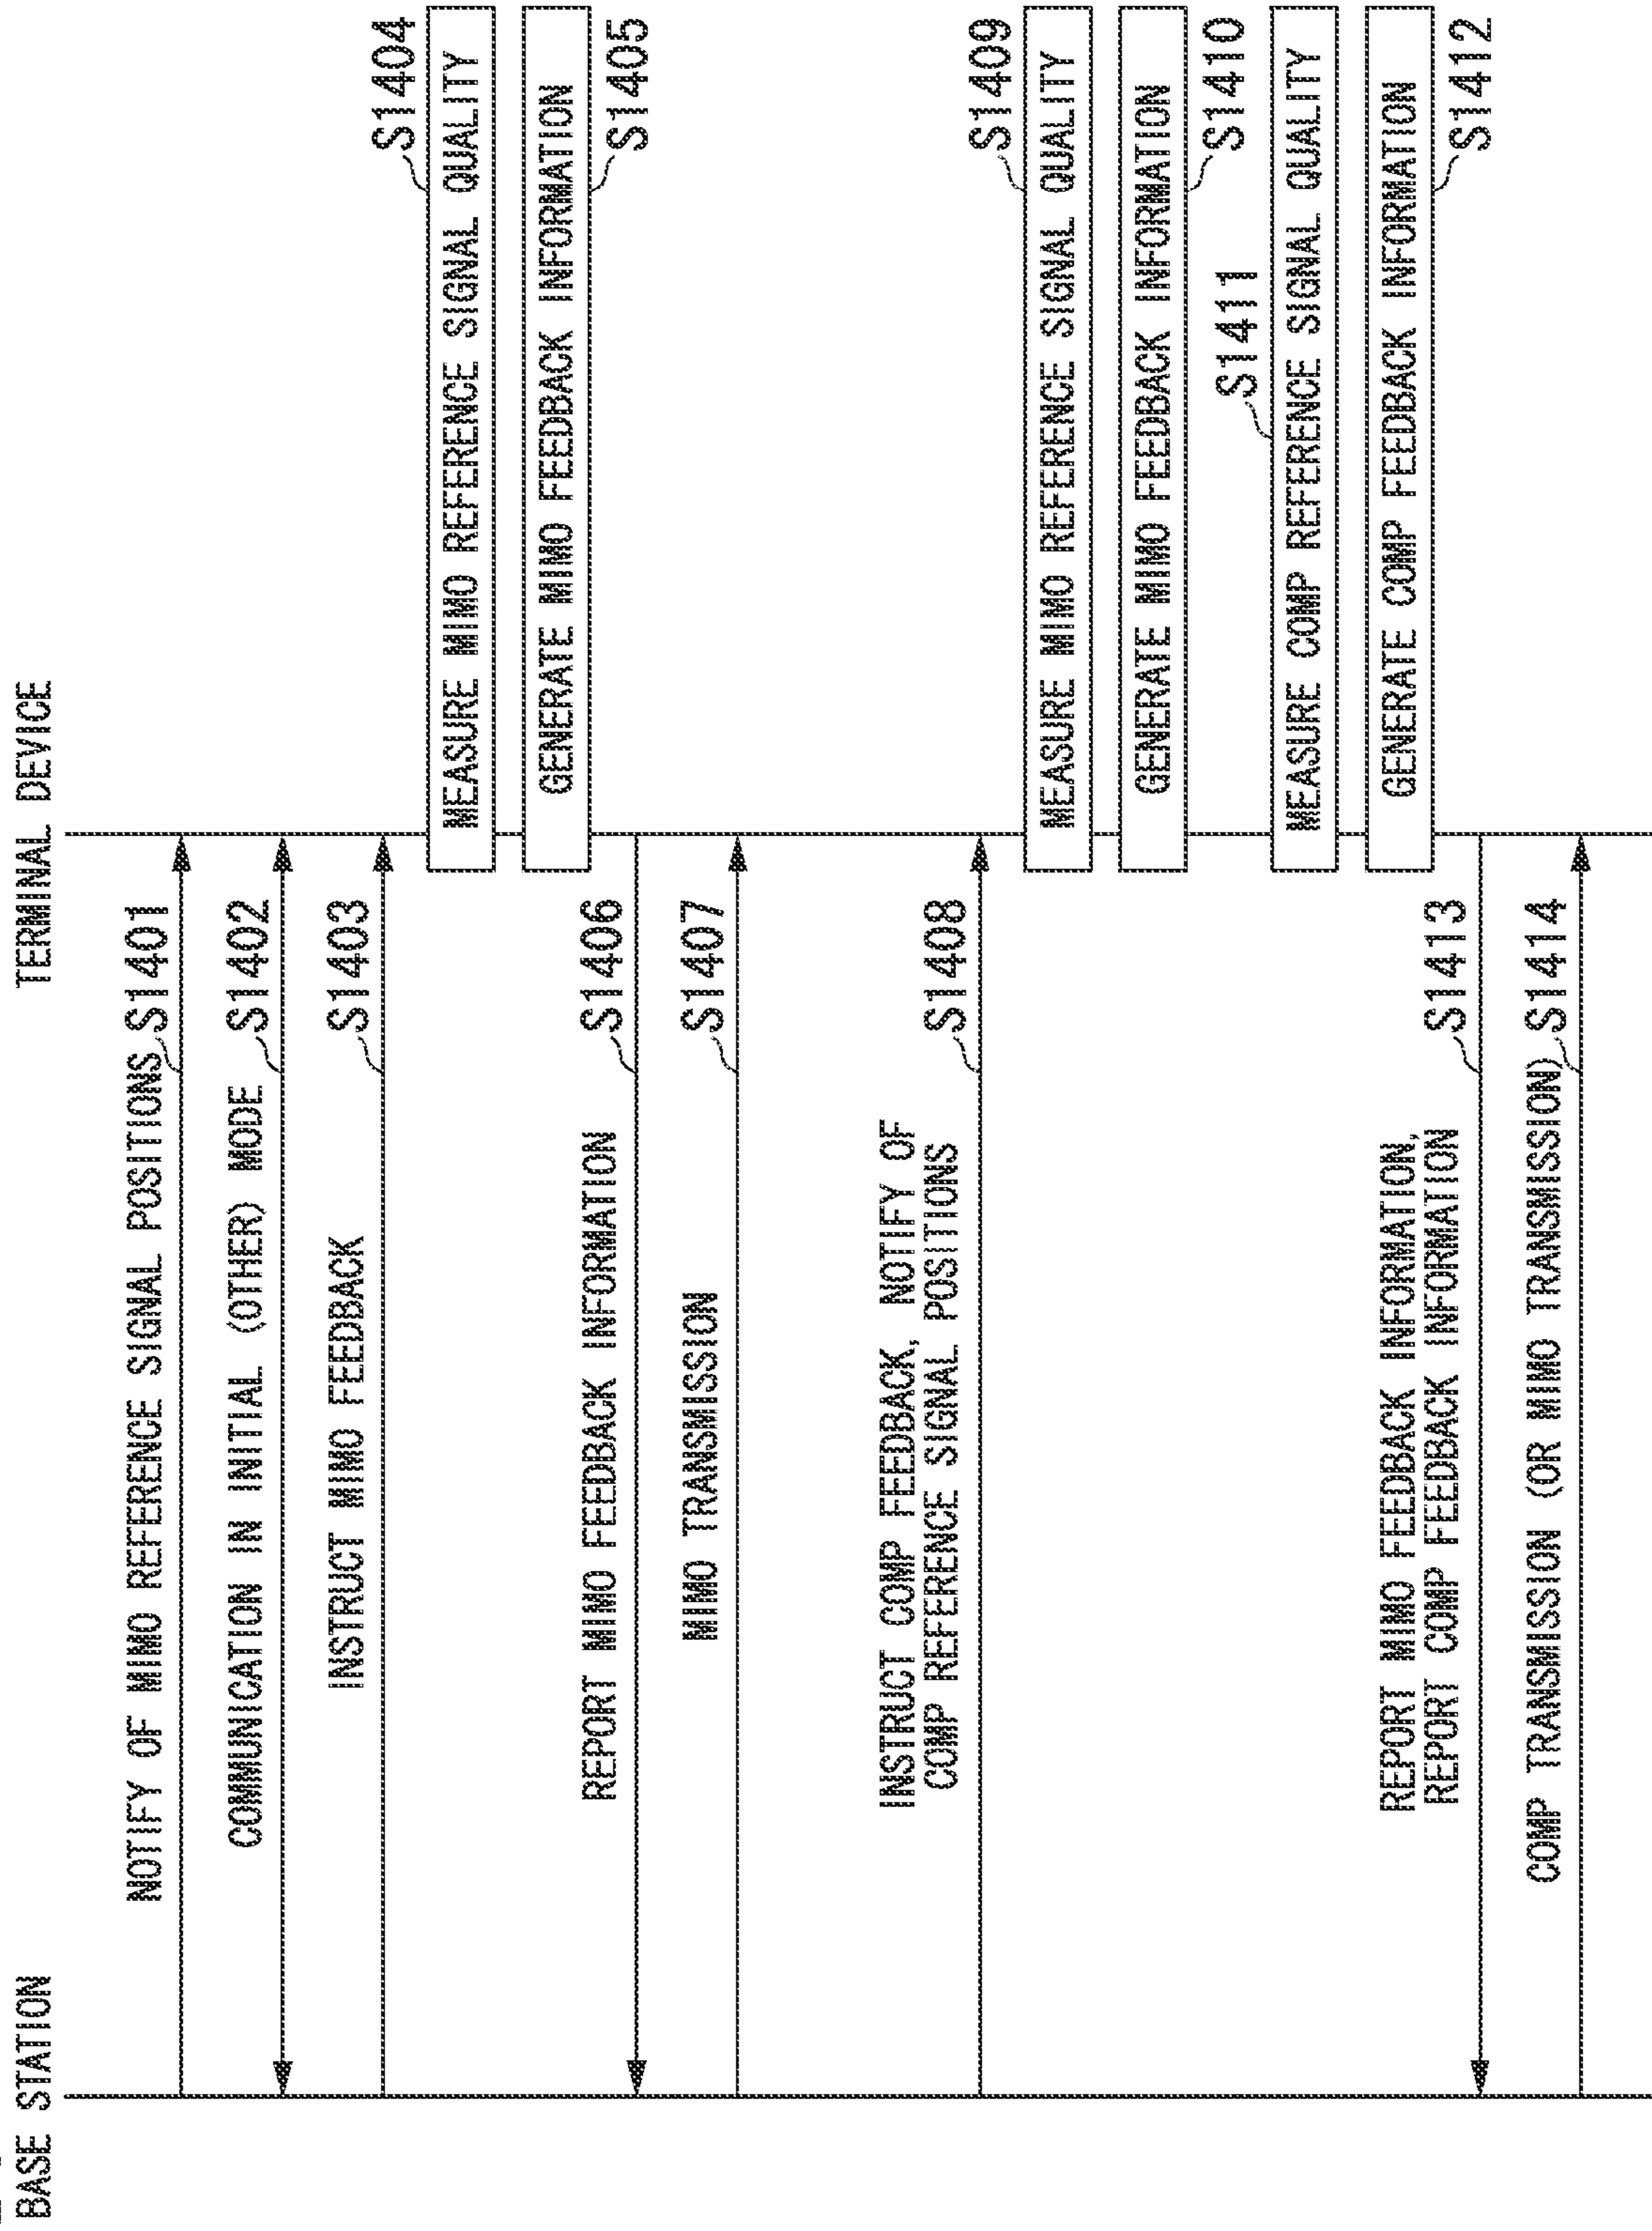 BASE STATION
TERMINAL DEVICE
NOTIFY OF MIMO REFERENCE SIGNAL POSITIONS S1401
COMMUNICATION IN INITIAL (OTHER) MODE S1402
INSTRUCT MIMO FEEDBACK S1403
S1404
MEASURE MIMO REFERENCE SIGNAL QUALITY
GENERATE MIMO FEEDBACK INFORMATION
S1405
REPORT MIMO FEEDBACK INFORMATION S1406
MIMO TRANSMISSION S1407
INSTRUCT COMP FEEDBACK, NOTIFY OF
COMP REFERENCE SIGNAL POSITIONS S1408
S1409
MEASURE MIMO REFERENCE SIGNAL QUALITY
GENERATE MIMO FEEDBACK INFORMATION
S1410
S1411
MEASURE COMP REFERENCE SIGNAL QUALITY
GENERATE COMP FEEDBACK INFORMATION
S1412
REPORT MIMO FEEDBACK INFORMATION,
REPORT COMP FEEDBACK INFORMATION S1413
COMP TRANSMISSION (OR MIMO TRANSMISSION) S1414